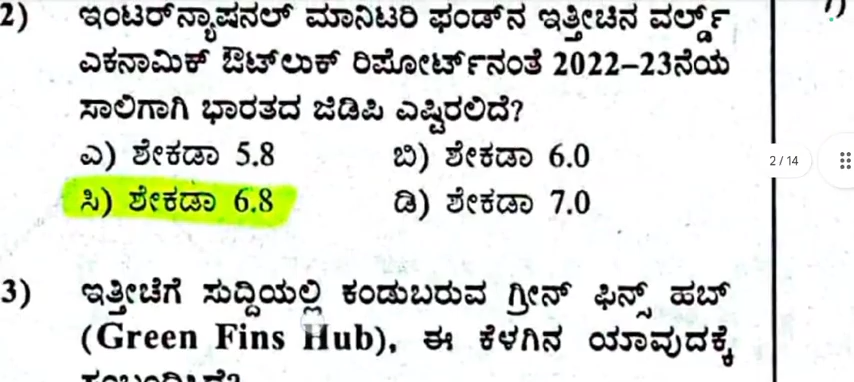 2) ಇಂಟರ್‌ನ್ಯಾಷನಲ್ ಮಾನಿಟರಿ ಫಂಡ್‌ನ ಇತ್ತೀಚಿನ ವರ್ಲ್ಡ್
ಎಕನಾಮಿಕ್ ಔಟ್‌ಲುಕ್ ರಿಪೋರ್ಟ್‌ನಂತೆ 2022–23ನೆಯ
ಸಾಲಿಗಾಗಿ ಭಾರತದ ಜಿಡಿಪಿ ಎಷ್ಟಿರಲಿದೆ?
ಎ) ಶೇಕಡಾ 5.8 ಬಿ) ಶೇಕಡಾ 6.0
ಸಿ) ಶೇಕಡಾ 6.8 ಡಿ) ಶೇಕಡಾ 7.0
2 / 14
3) ಇತ್ತೀಚೆಗೆ ಸುದ್ದಿಯಲ್ಲಿ ಕಂಡುಬರುವ ಗ್ರೀನ್ ಫಿನ್ಸ್ ಹಬ್
(Green Fins Hub), ಈ ಕೆಳಗಿನ ಯಾವುದಕ್ಕೆ